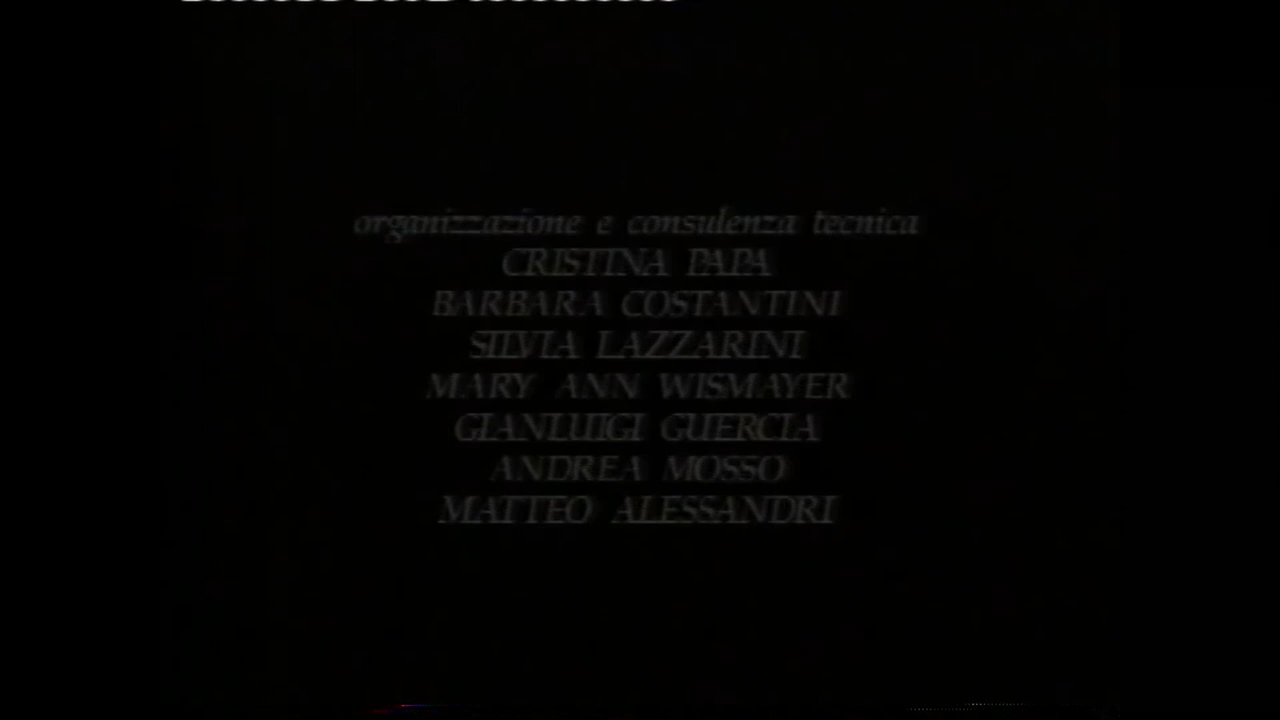 organizzazione e consulenza tecnica
CRISTINA PAPA
BARBARA COSTANTINI
SILVIA LAZZARINI
MARY ANN WISMAYER
GIANLUIGI GUERCIA
ANDREA MOSSO
MATTEO ALESSANDRI